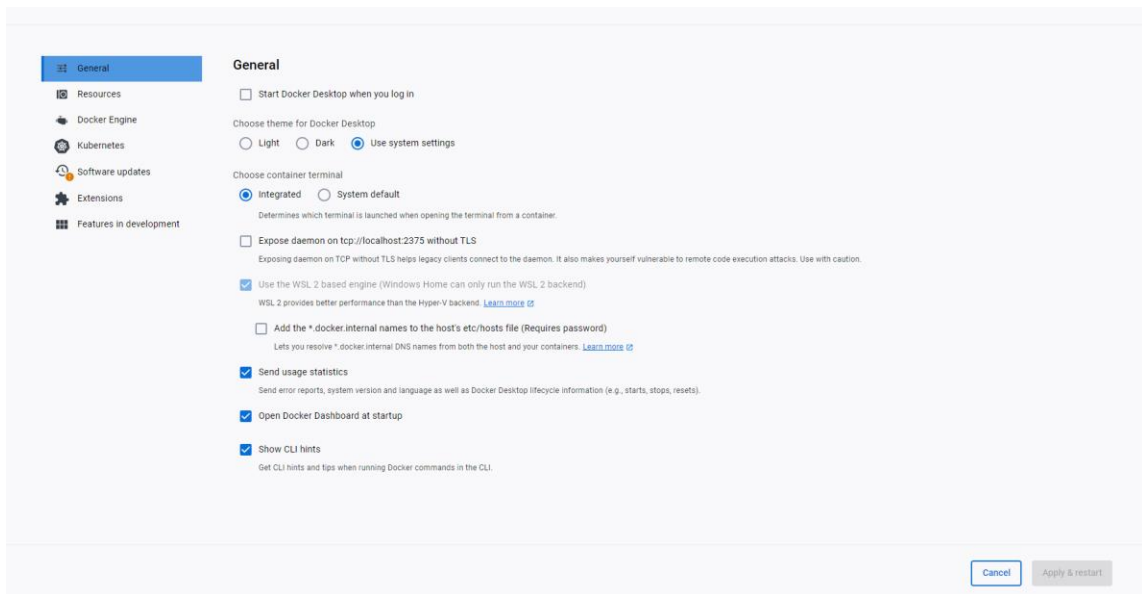 General
Resources
Docker Engine
Kubernetes
Software updates
Extensions
Features in development
General
Start Docker Desktop when you log in
Choose theme for Docker Desktop
Light Dark Use system settings
Choose container terminal
Integrated System default
Determines which terminal is launched when opening the terminal from a container.
Expose daemon on tcp://localhost:2375 without TLS
Exposing daemon on TCP without TLS helps legacy clients connect to the daemon. It also makes yourself vulnerable to remote code execution attacks. Use with caution.
Use the WSL 2 based engine (Windows Home can only run the WSL 2 backend)
WSL 2 provides better performance than the Hyper-V backend. Learn more
Add the *.docker.internal names to the host's etc/hosts file (Requires password)
Lets you resolve *.docker.internal DNS names from both the host and your containers. Learn more
Send usage statistics
Send error reports, system version and language as well as Docker Desktop lifecycle information (e.g., starts, stops, resets).
Open Docker Dashboard at startup
Show CLI hints
Get CLI hints and tips when running Docker commands in the CLI.
Cancel Apply & restart